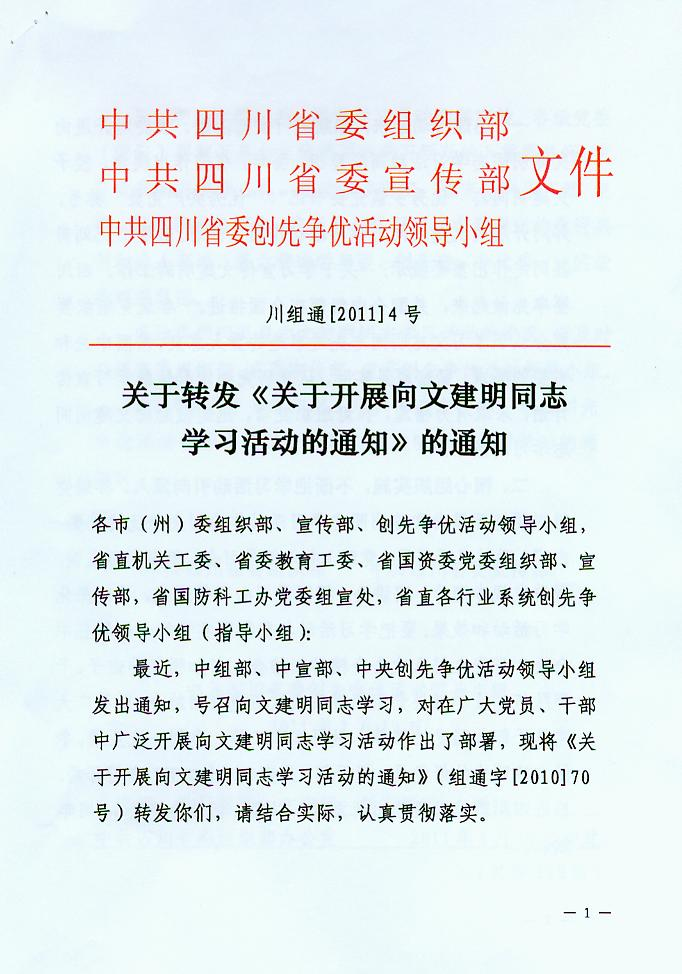 中共四川省委组织部
中共四川省委宣传部文件
中共四川省委创先争优活动领导小组
川组通[2011]4号
关于转发《关于开展向文建明同志
学习活动的通知》的通知
各市（州）委组织部、宣传部、创先争优活动领导小组，
省直机关工委、省委教育工委、省国资委党委组织部、宣
传部，省国防科工办党委组宣处，省直各行业系统创先争
优领导小组（指导小组）：
最近，中组部、中宣部、中央创先争优活动领导小组
发出通知，号召向文建明同志学习，对在广大党员、干部
中广泛开展向文建明同志学习活动作出了部署，现将《关
于开展向文建明同志学习活动的通知》（组通字[2010]70
号）转发你们，请结合实际，认真贯彻落实。
— 1 —